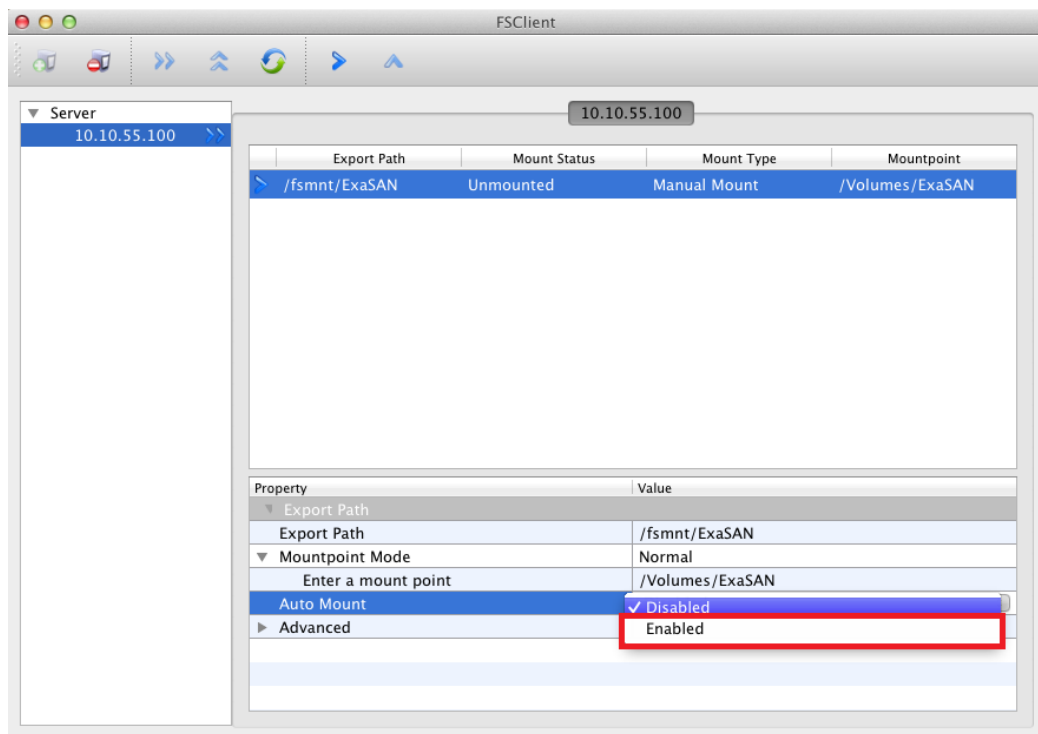 FSClient
Server
10.10.55.100
10.10.55.100
Export Path Mount Status Mount Type Mountpoint
/fsmnt/ExaSAN Unmounted Manual Mount /Volumes/ExaSAN
Property Value
Export Path
Export Path /fsmnt/ExaSAN
Mountpoint Mode Normal
Enter a mount point /Volumes/ExaSAN
Auto Mount ✓ Disabled
Enabled
Advanced